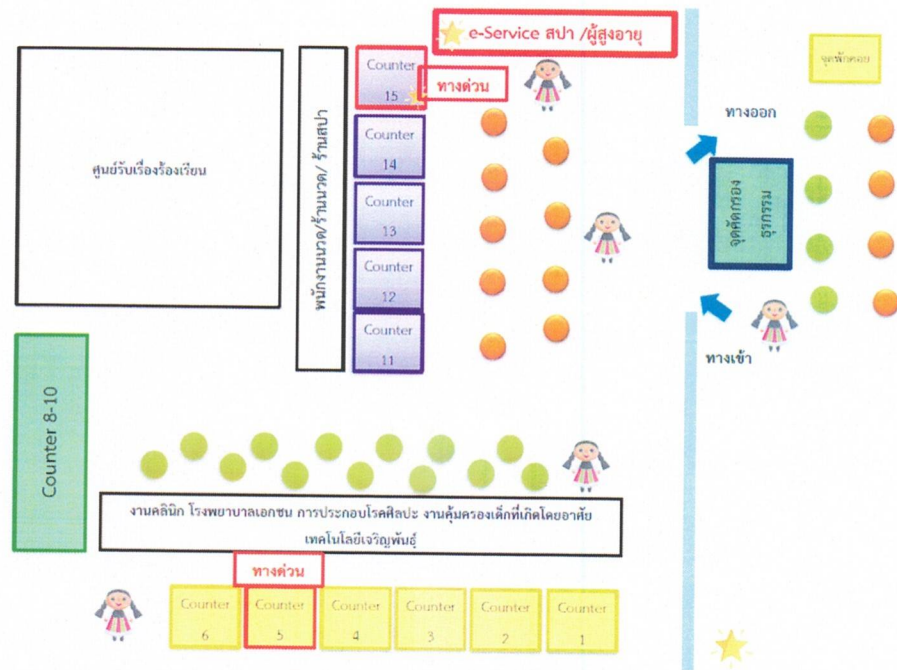 e-Service สปา /ผู้สูงอายุ
Counter
15
ทางด่วน
จุดพักคอย
ทางออก
Counter
14
ศูนย์รับเรื่องร้องเรียน
พนักงานนวด/ร้านนวด/ ร้านสปา
จุดคัดกรอง
ธุรกรรม
Counter
13
Counter
12
Counter
11
ทางเข้า
Counter 8-10
งานคลินิก โรงพยาบาลเอกชน การประกอบโรคศิลปะ งานคุ้มครองเด็กที่เกิดโดยอาศัย
เทคโนโลยีเจริญพันธุ์
ทางด่วน
Counter
6
Counter
5
Counter
4
Counter
3
Counter
2
Counter
1